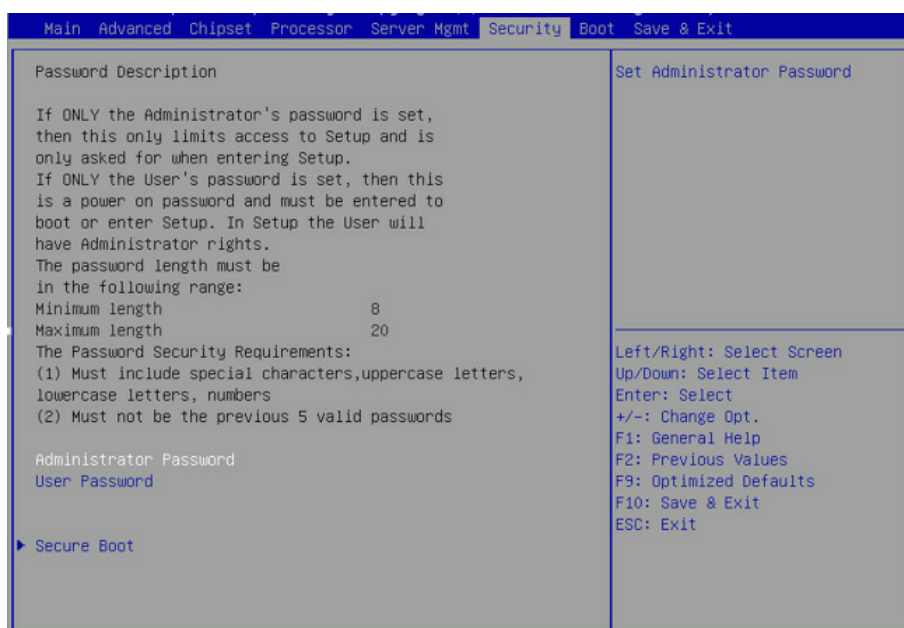 Main Advanced Chipset Processor Server Mgmt Security Boot Save & Exit
Password Description
If ONLY the Administrator's password is set,
then this only limits access to Setup and is
only asked for when entering Setup.
If ONLY the User's password is set, then this
is a power on password and must be entered to
boot or enter Setup. In Setup the User will
have Administrator rights.
The password length must be
in the following range:
Minimum length 8
Maximum length 20
The Password Security Requirements:
(1) Must include special characters,uppercase letters,
lowercase letters, numbers
(2) Must not be the previous 5 valid passwords
Administrator Password
User Password
Secure Boot
Set Administrator Password
Left/Right: Select Screen
Up/Down: Select Item
Enter: Select
+/-: Change Opt.
F1: General Help
F2: Previous Values
F9: Optimized Defaults
F10: Save & Exit
ESC: Exit